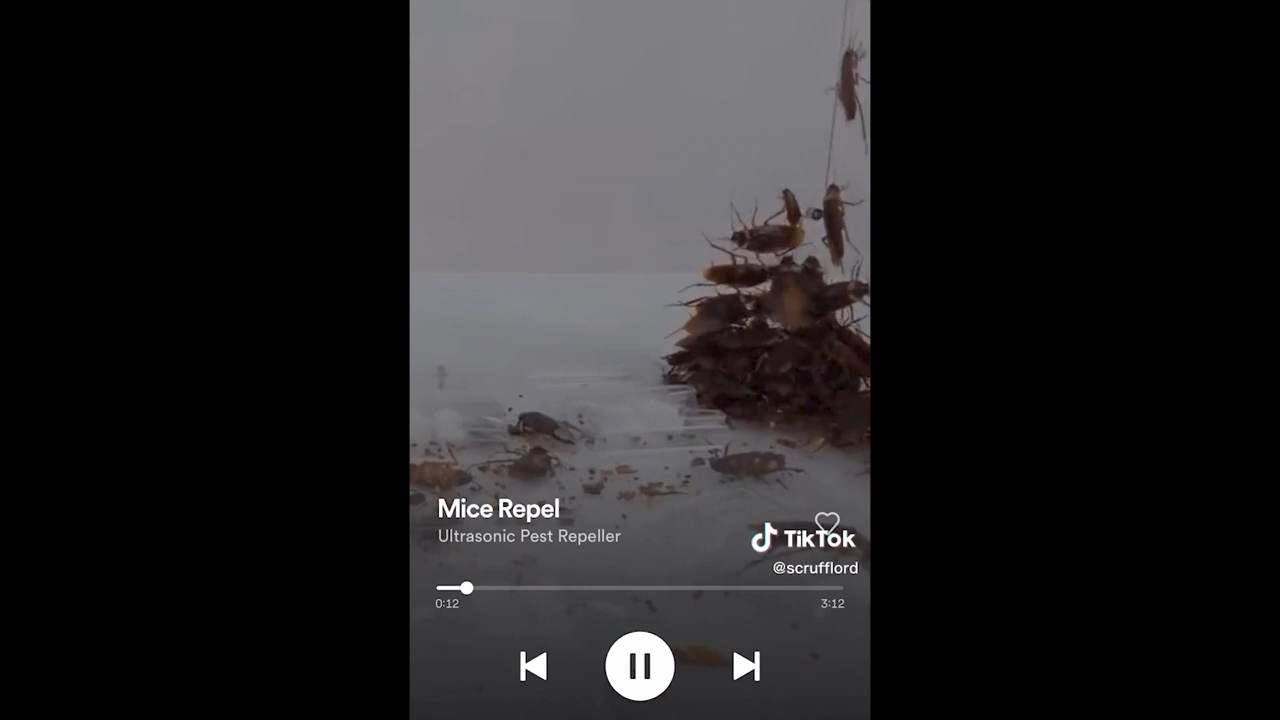 Mice Repel
Ultrasonic Pest Repeller
TikTok
@scrufflord
0:12
3:12